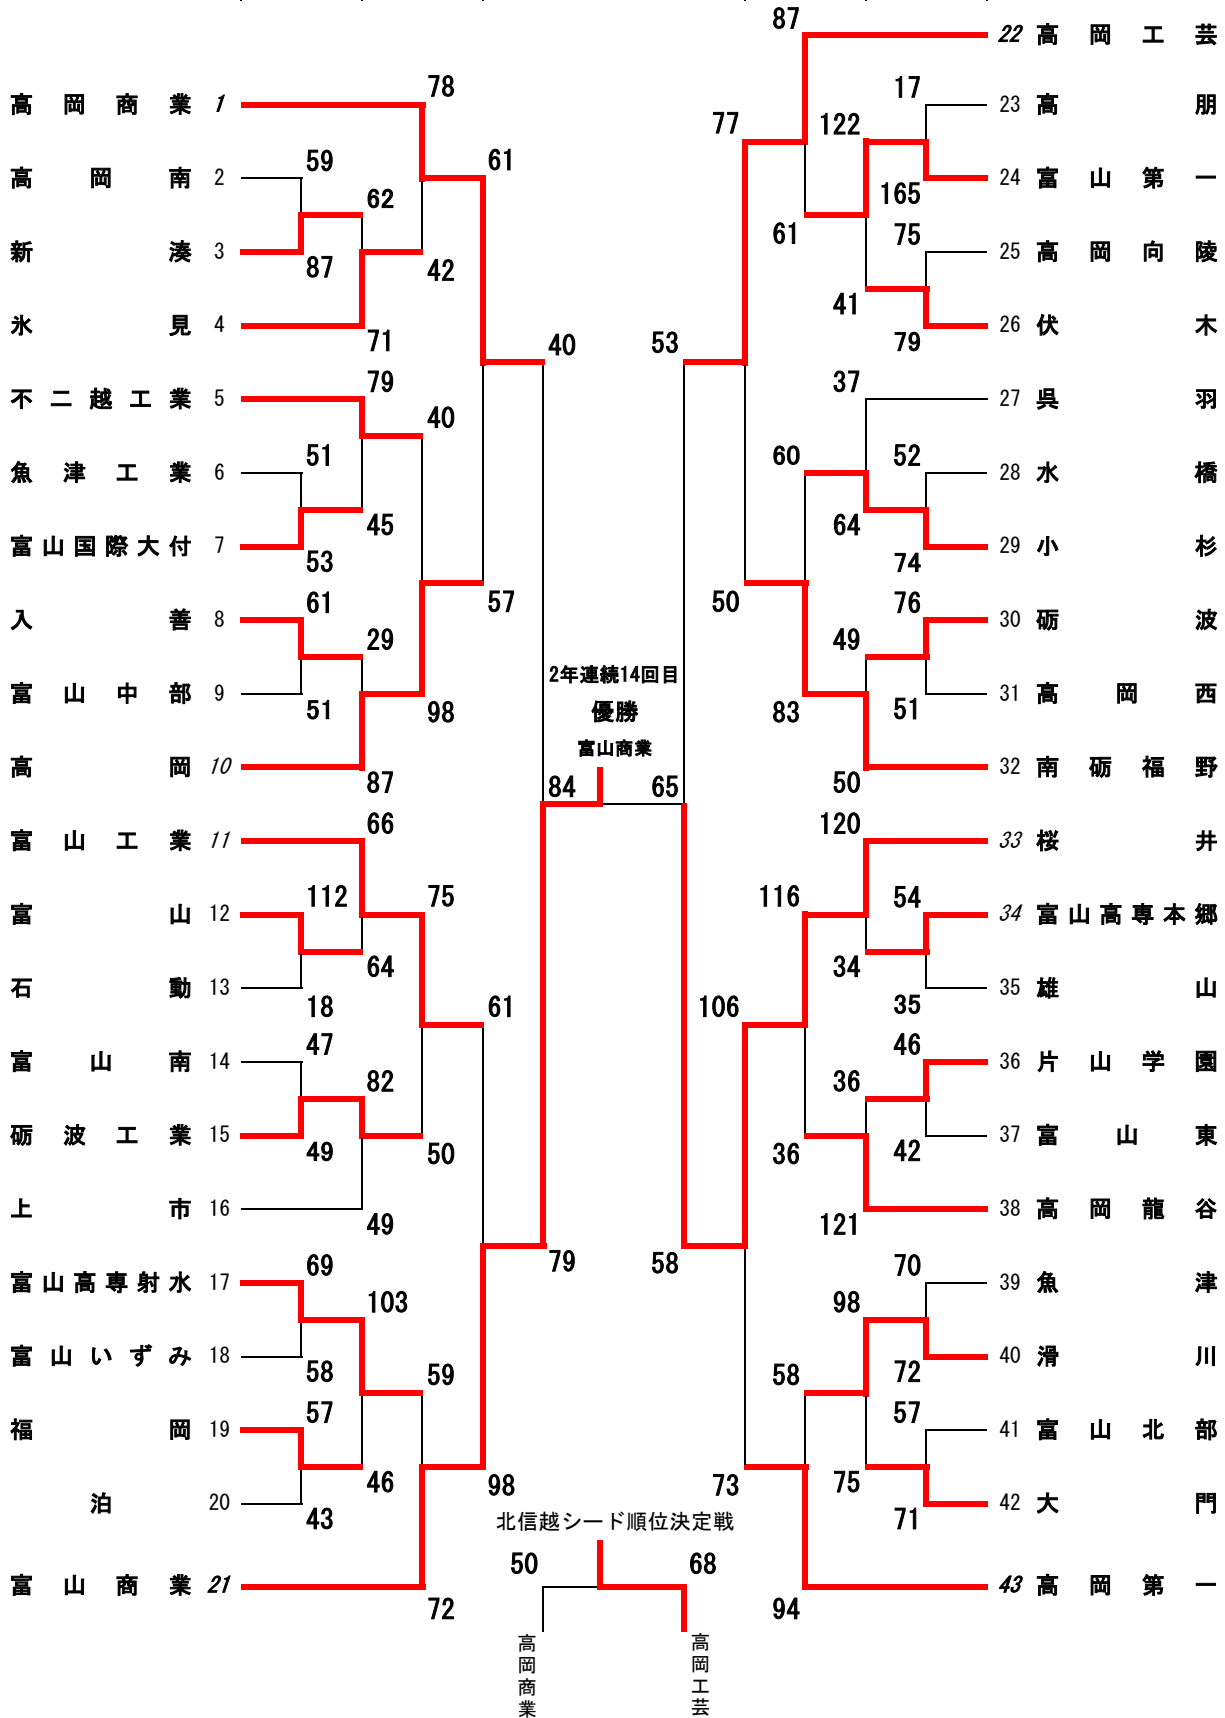 高岡商業 1
高岡南 2
新湊 3
氷見 4
不二越工業 5
魚津工業 6
富山国際大付 7
入善 8
富山中部 9
高岡 10
富山工業 11
富山 12
石動 13
富山南 14
砺波工業 15
上市 16
富山高専射水 17
富山いずみ 18
福岡 19
泊 20
富山商業 21
59
87
51
53
61
51
112
18
47
49
69
58
57
43
62
71
79
45
29
87
66
64
82
49
103
46
78
42
40
98
75
50
59
72
61
57
61
98
40
79
2年連続14回目
優勝
富山商業
84
65
53
58
77
50
106
73
87
61
60
83
116
36
58
94
122
41
37
64
49
50
120
34
36
121
98
75
17
165
75
79
52
74
76
51
54
35
46
42
70
72
57
71
22 高岡工芸
23 高朋
24 富山第一
25 高岡向陵
26 伏木
27 呉羽
28 水橋
29 小杉
30 砺波
31 高岡西
32 南砺福野
33 桜井
34 富山高専本郷
35 雄山
36 片山学園
37 富山東
38 高岡龍谷
39 魚津
40 滑川
41 富山北部
42 大門
43 高岡第一
北信越シード順位決定戦
50
68
高岡商業
高岡工芸